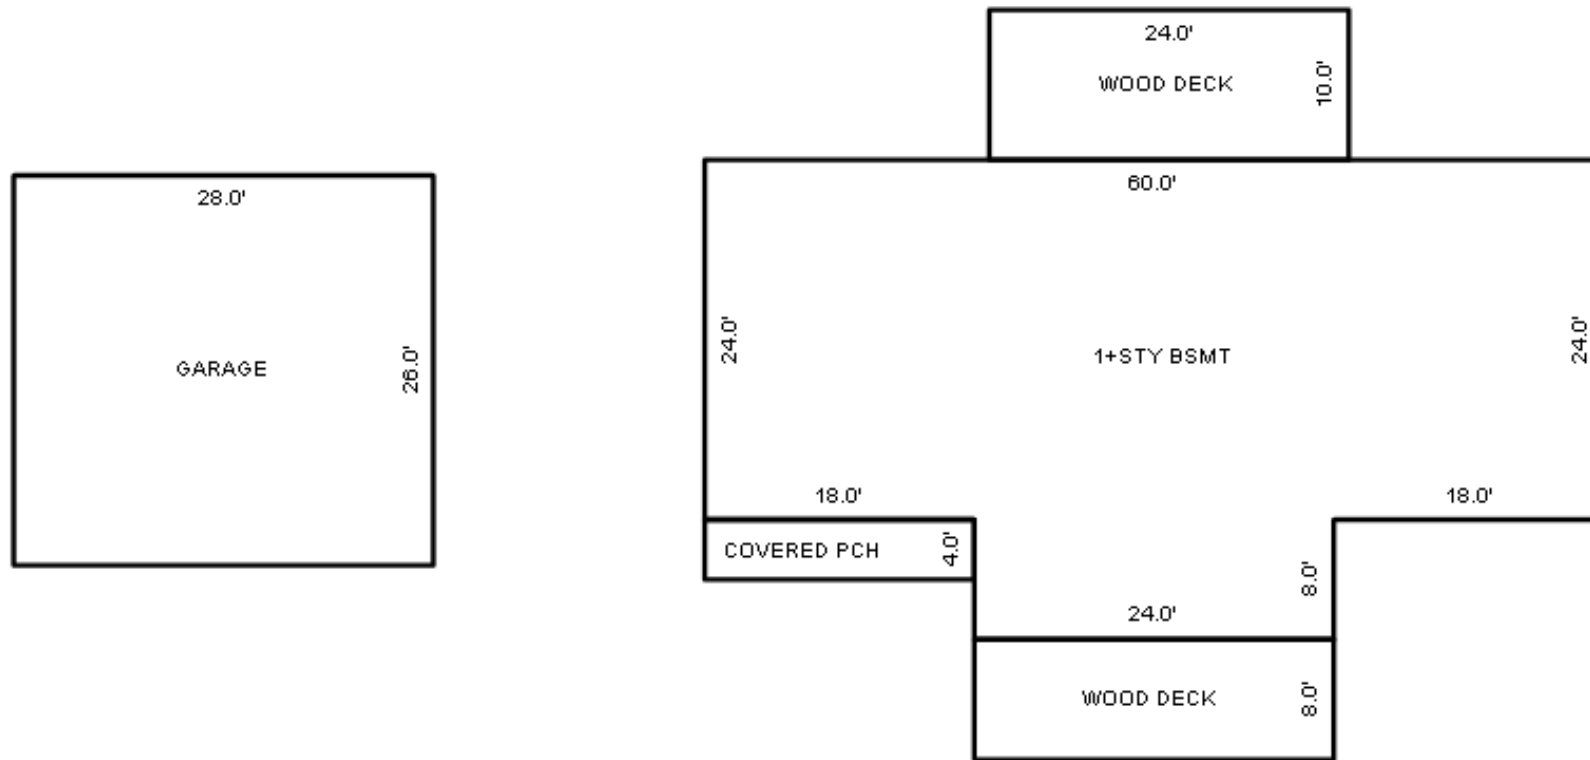 24.0'
WOOD DECK
10.0'
28.0'
GARAGE
26.0'
60.0'
24.0'
1+STY BSMT
24.0'
18.0'
18.0'
COVERED PCH
4.0'
8.0'
24.0'
WOOD DECK
8.0'